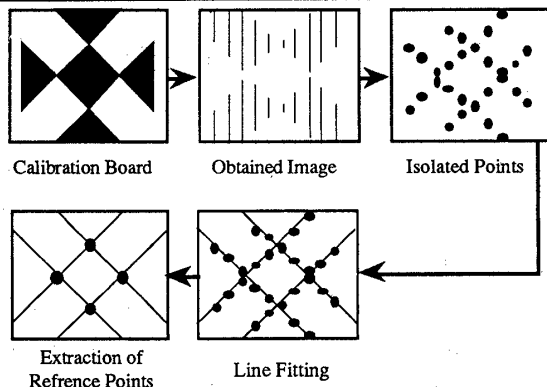 Calibration Board
Obtained Image
Isolated Points
Extraction of
Refrence Points
Line Fitting